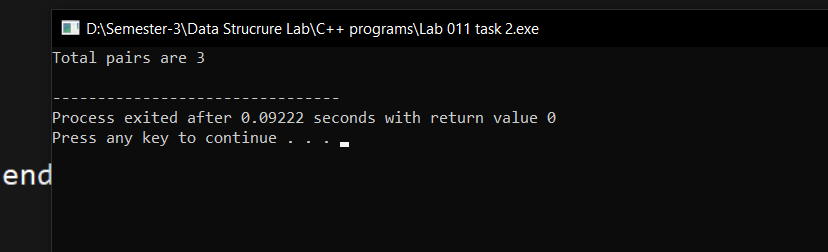 D:\Semester-3\Data Strucrure Lab\C++ programs\Lab 011 task 2.exe
Total pairs are 3
--------------------------------
Process exited after 0.09222 seconds with return value 0
Press any key to continue . . .
end